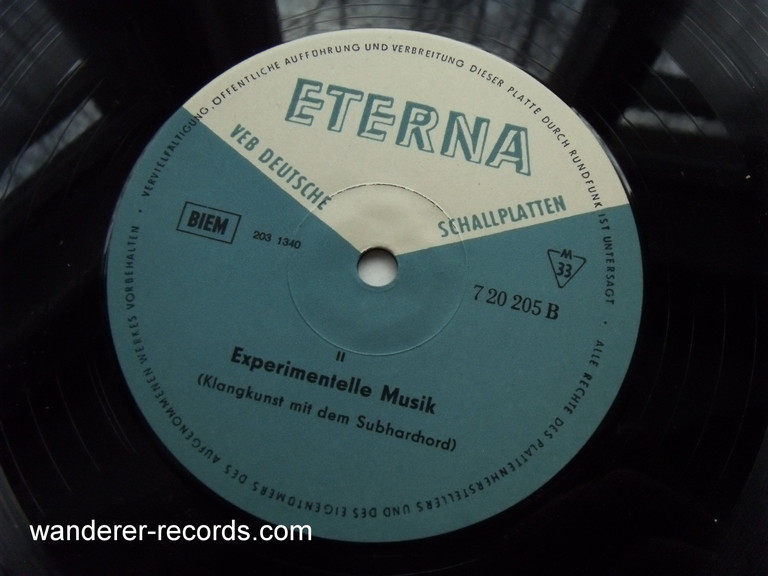 VERVIELFÄLTIGUNG, ÖFFENTLICHE AUFFÜHRUNG UND VERBREITUNG DIESER PLATTE DURCH RUNDFUNK IST UNTERSAGT · ALLE RECHTE DES PLATTENHERSTELLERS UND DES EIGENTÜMERS DES AUFGENOMMENEN WERKES VORBEHALTEN ·
ETERNA
VEB DEUTSCHE SCHALLPLATTEN
BIEM
203 1340
M
33
7 20 205 B
II
Experimentelle Musik
(Klangkunst mit dem Subharchord)
wanderer-records.com